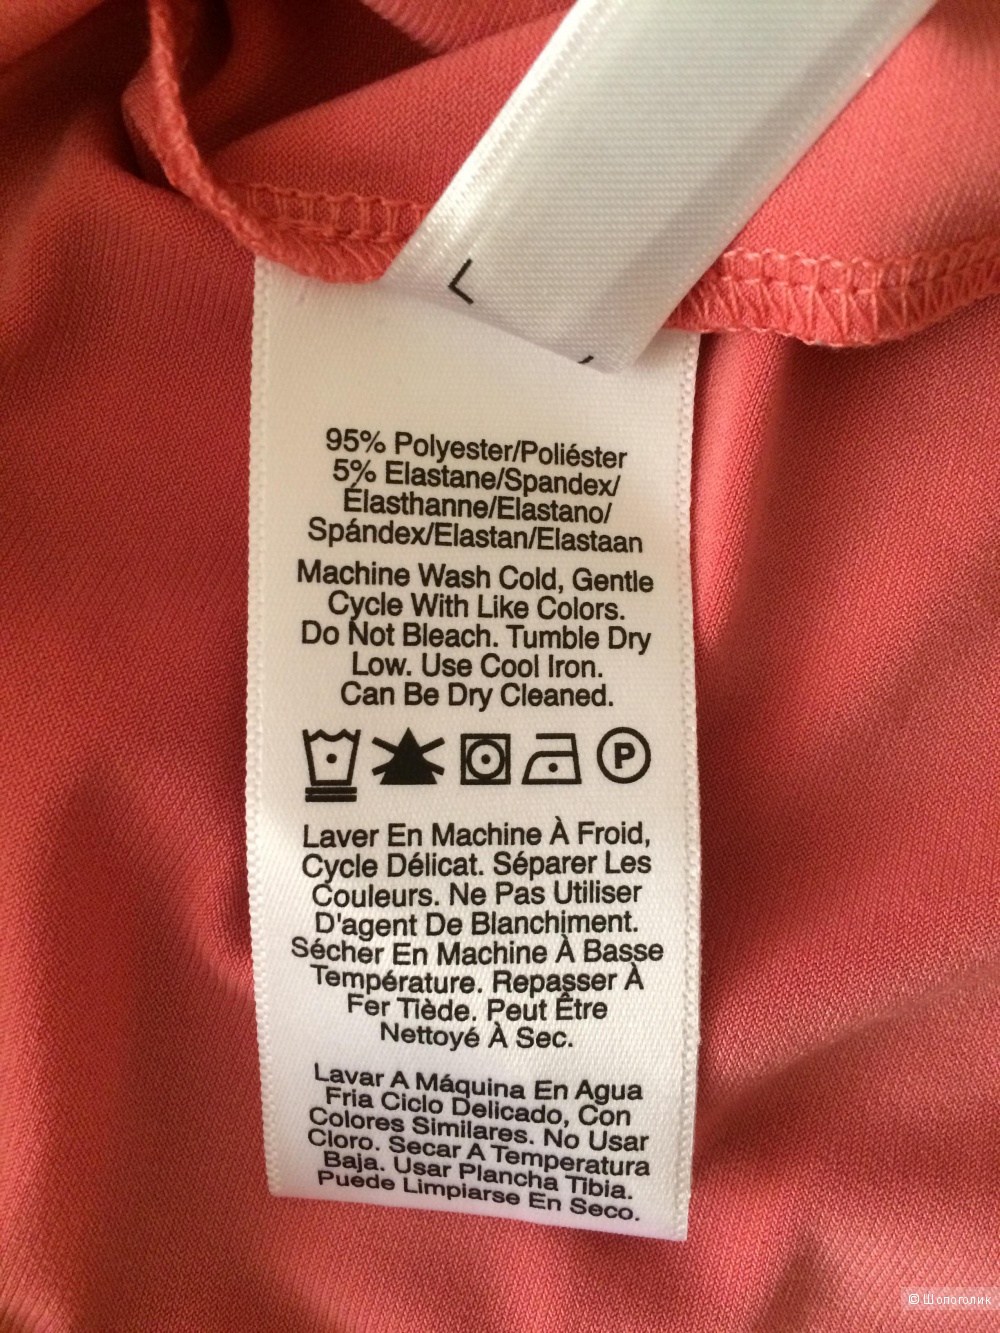 L
95% Polyester/Poliéster
5% Elastane/Spandex/
Élasthanne/Elastano/
Spándex/Elastan/Elastaan
Machine Wash Cold, Gentle
Cycle With Like Colors.
Do Not Bleach. Tumble Dry
Low. Use Cool Iron.
Can Be Dry Cleaned.
P
Laver En Machine À Froid,
Cycle Délicat. Séparer Les
Couleurs. Ne Pas Utiliser
D'agent De Blanchiment.
Sécher En Machine À Basse
Température. Repasser À
Fer Tiède. Peut Être
Nettoyé À Sec.
Lavar A Máquina En Agua
Fria Ciclo Delicado, Con
Colores Similares. No Usar
Cloro. Secar A Temperatura
Baja. Usar Plancha Tibia.
Puede Limpiarse En Seco.
© Шопоголик